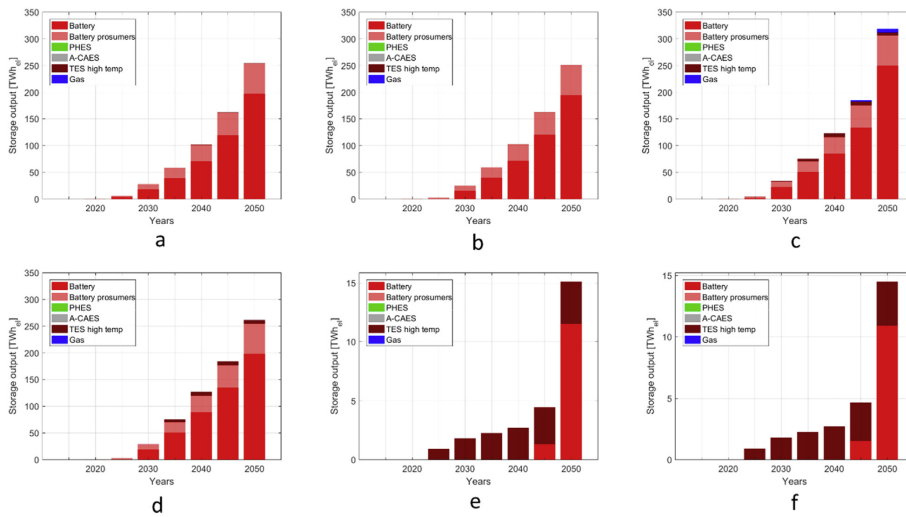 350
300
250
200
150
100
50
0
Storage output [TWh_el]
Battery
Battery prosumers
PHES
A-CAES
TES high temp
Gas
2020 2030 2040 2050
Years
a
350
300
250
200
150
100
50
0
Storage output [TWh_el]
Battery
Battery prosumers
PHES
A-CAES
TES high temp
Gas
2020 2030 2040 2050
Years
b
350
300
250
200
150
100
50
0
Storage output [TWh_el]
Battery
Battery prosumers
PHES
A-CAES
TES high temp
Gas
2020 2030 2040 2050
Years
c
350
300
250
200
150
100
50
0
Storage output [TWh_el]
Battery
Battery prosumers
PHES
A-CAES
TES high temp
Gas
2020 2030 2040 2050
Years
d
15
10
5
0
Storage output [TWh_el]
Battery
Battery prosumers
PHES
A-CAES
TES high temp
Gas
2020 2030 2040 2050
Years
e
15
10
5
0
Storage output [TWh_el]
Battery
Battery prosumers
PHES
A-CAES
TES high temp
Gas
2020 2030 2040 2050
Years
f